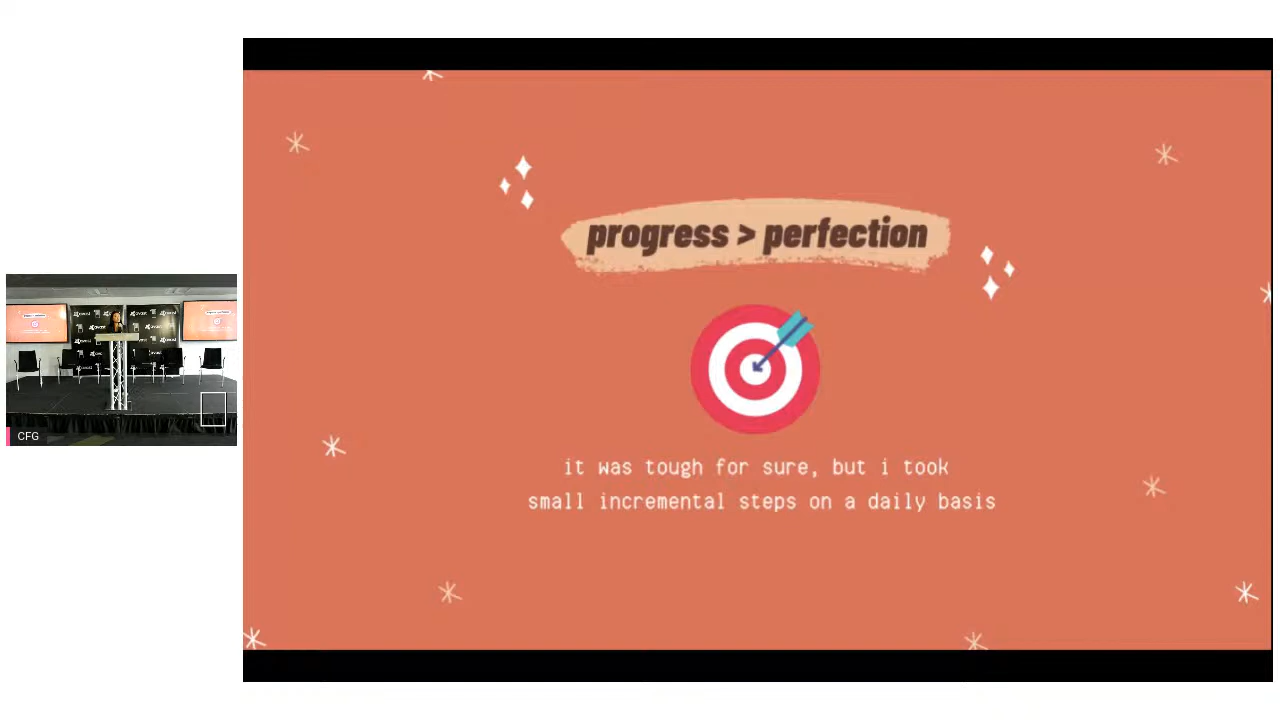 progress > perfection
it was tough for sure, but i took
small incremental steps on a daily basis
CFG